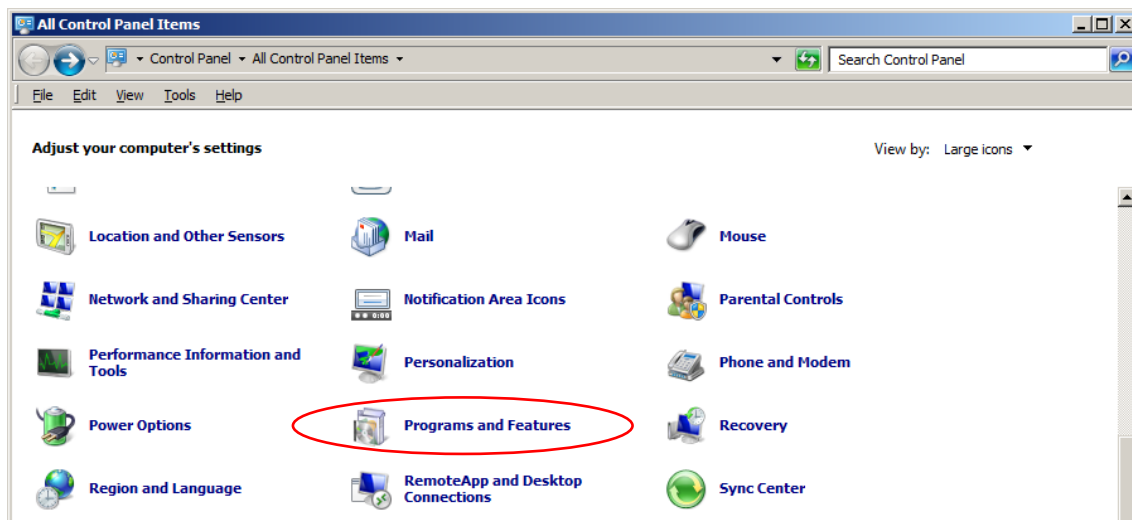 All Control Panel Items
Control Panel All Control Panel Items
Search Control Panel
File Edit View Tools Help
Adjust your computer's settings
View by: Large icons
Location and Other Sensors
Mail
Mouse
Network and Sharing Center
Notification Area Icons
Parental Controls
Performance Information and
Tools
Personalization
Phone and Modem
Power Options
Programs and Features
Recovery
Region and Language
RemoteApp and Desktop
Connections
Sync Center